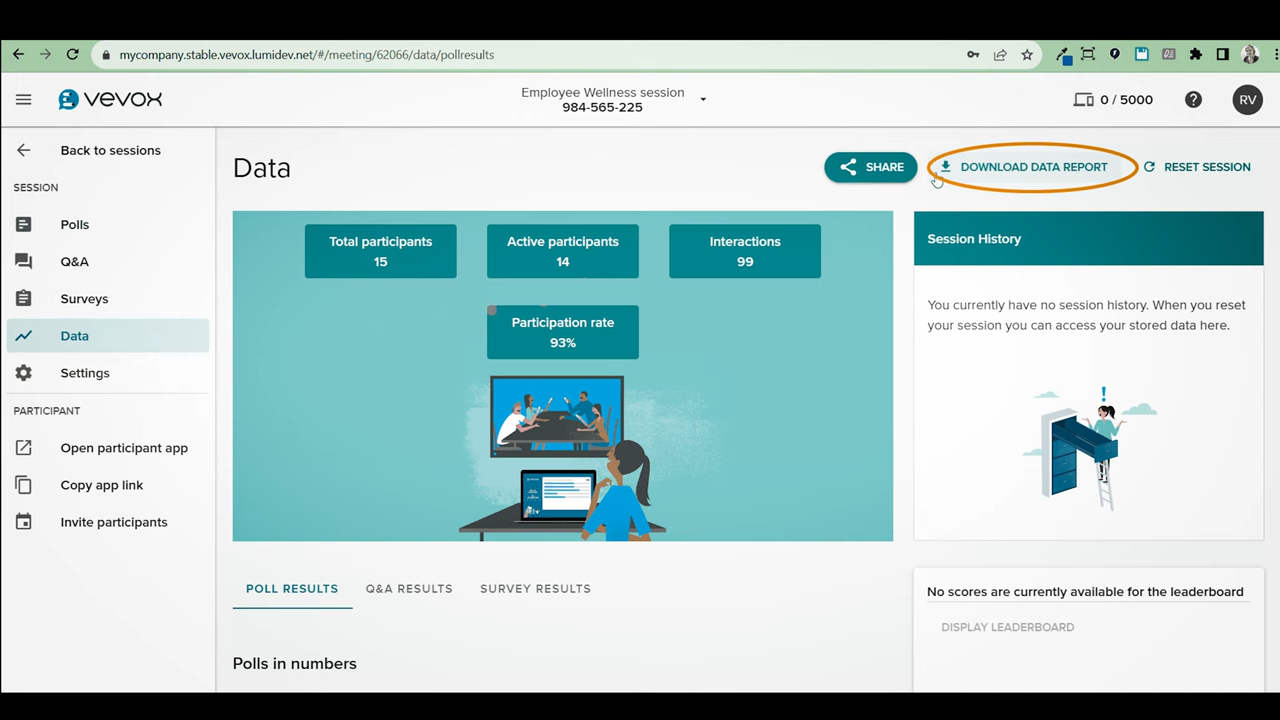 mycompany.stable.vevox.lumidev.net/#/meeting/62066/data/pollresults
vevox
Employee Wellness session
984-565-225
0 / 5000
RV
Back to sessions
SESSION
Polls
Q&A
Surveys
Data
Settings
PARTICIPANT
Open participant app
Copy app link
Invite participants
Data
SHARE
DOWNLOAD DATA REPORT
RESET SESSION
Total participants
15
Active participants
14
Interactions
99
Participation rate
93%
Session History
You currently have no session history. When you reset
your session you can access your stored data here.
POLL RESULTS
Q&A RESULTS
SURVEY RESULTS
Polls in numbers
No scores are currently available for the leaderboard
DISPLAY LEADERBOARD